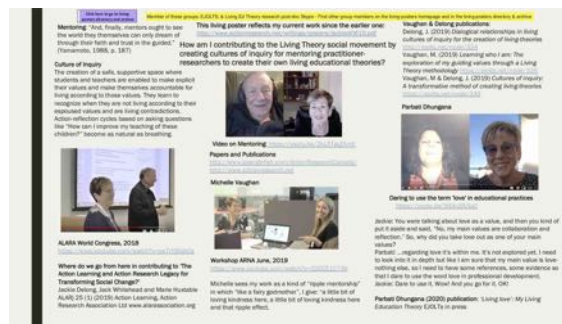 Click here to go to living
posters directory and archive
Member of these groups: EJOLTS & Living EJ Theory research post-doc Skype - Find other group members on the living-posters homepage and in the living-posters directory & archive
Mentoring: "And, finally, mentors ought to see
the world they themselves can only dream of
through their faith and trust in the guided."
(Yamamoto, 1988, p. 187)
Culture of Inquiry
The creation of a safe, supportive space where
students and teachers are enabled to make explicit
their values and make themselves accountable for
living according to those values. They learn to
recognize when they are not living according to their
espoused values and are living contradictions.
Action-reflection cycles based on asking questions
like "How can I improve my teaching of these
children?" become as natural as breathing.
ALARA World Congress, 2018
Where do we go from here in contributing to 'The
Action Learning and Action Research Legacy for
Transforming Social Change?'
Jackie Delong, Jack Whitehead and Marie Huxtable
ALARj 25 (1) (2019) Action Learning, Action
Research Association Ltd www.alarassociation.org
This living poster reflects my current work since the earlier one:
How am I contributing to the Living Theory social movement by
creating cultures of inquiry for mentoring practitioner-
researchers to create their own living educational theories?
Video on Mentoring
Papers and Publications
Michelle Vaughan
Workshop ARNA June, 2019
Michelle sees my work as a kind of "ripple mentorship"
in which "like a fairy godmother", I give: "a little bit of
loving kindness here, a little bit of loving kindness here
and that ripple effect.
Vaughan & Delong publications:
Delong, J. (2019) Dialogical relationships in living
cultures of inquiry for the creation of living-theories
Vaughan, M. (2019) Learning who I am: The
exploration of my guiding values through a Living
Theory methodology
Vaughan, M & Delong, J. (2019) Cultures of inquiry:
A transformative method of creating living-theories
Parbati Dhungana
Daring to use the term 'love' in educational practices
Jackie: You were talking about love as a value, and then you kind of
put it aside and said, "No, my main values are collaboration and
reflection." So, why did you take love out as one of your main
values?
Parbati: ...regarding love it's within me. It's not explored yet. I need
to look into it in depth but like I am sure that my main value is love-
nothing else, so I need to have some references, some evidence so
that I dare to use the word love in professional development.
Jackie: Dare to use it. Wow! And you go for it. OK!
Parbati Dhungana (2020) publication: 'Living love': My Living
Education Theory EJOLTs in press